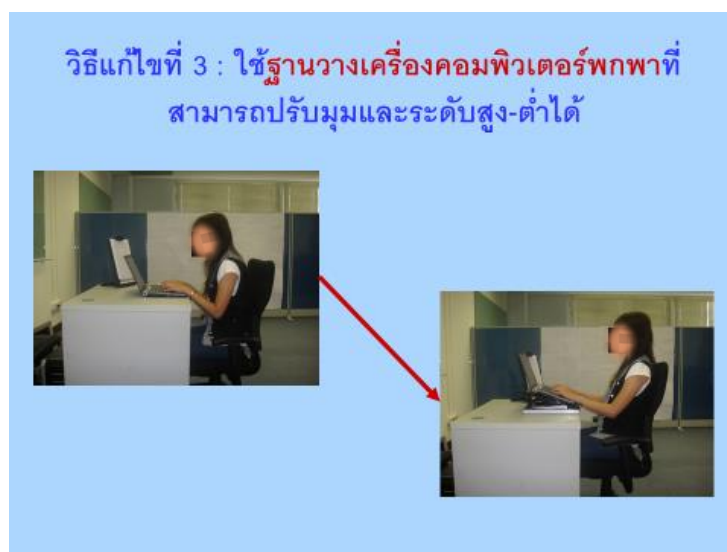 วิธีแก้ไขที่ 3 : ใช้ฐานวางเครื่องคอมพิวเตอร์พกพาที่
สามารถปรับมุมและระดับสูง-ต่ำได้